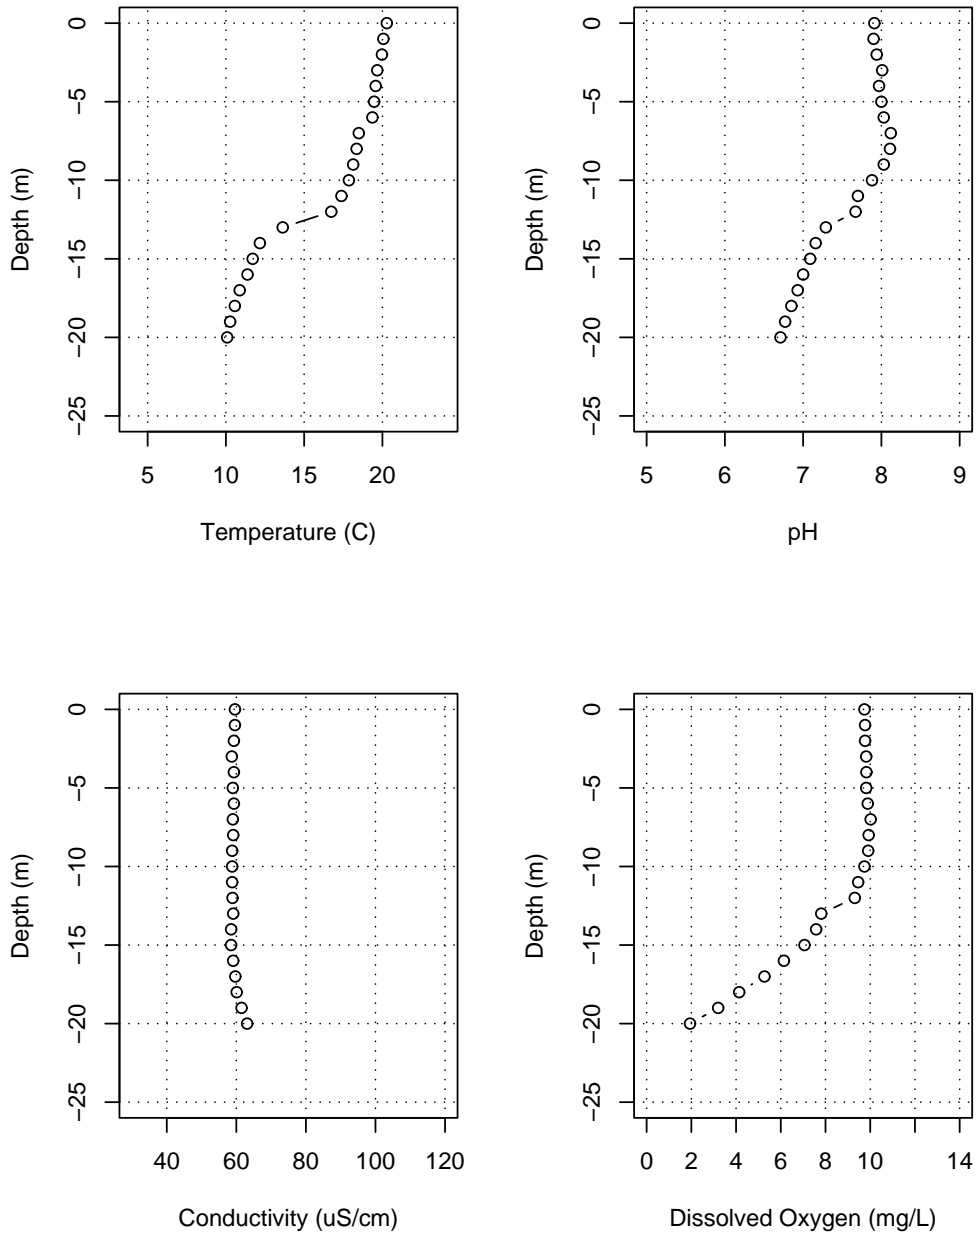 0
−5
−10
−15
−20
−25
Depth (m)
5 10 15 20
Temperature (C)
0
−5
−10
−15
−20
−25
Depth (m)
5 6 7 8 9
pH
0
−5
−10
−15
−20
−25
Depth (m)
40 60 80 100 120
Conductivity (uS/cm)
0
−5
−10
−15
−20
−25
Depth (m)
0 2 4 6 8 10 14
Dissolved Oxygen (mg/L)